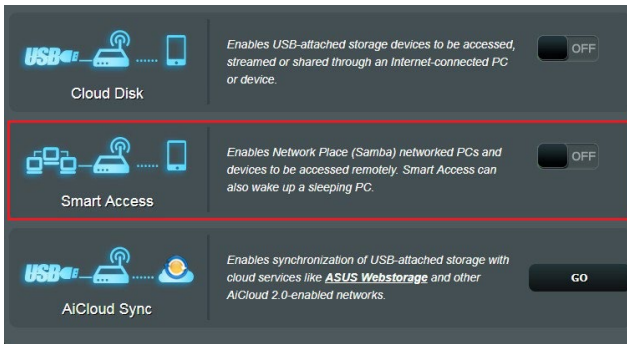 USB
Cloud Disk
Enables USB-attached storage devices to be accessed,
streamed or shared through an Internet-connected PC
or device.
OFF
Smart Access
Enables Network Place (Samba) networked PCs and
devices to be accessed remotely. Smart Access can
also wake up a sleeping PC.
OFF
USB
AiCloud Sync
Enables synchronization of USB-attached storage with
cloud services like ASUS Webstorage and other
AiCloud 2.0-enabled networks.
GO